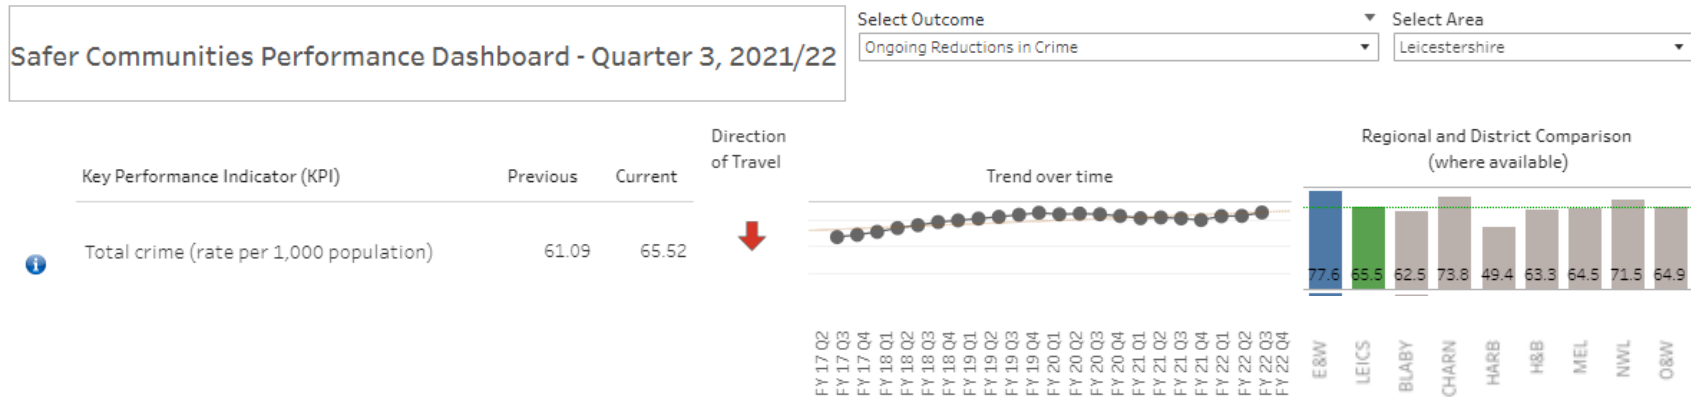 Safer Communities Performance Dashboard - Quarter 3, 2021/22
Select Outcome
Ongoing Reductions in Crime
Select Area
Leicestershire
Key Performance Indicator (KPI)
Previous
Current
Direction
of Travel
Trend over time
Regional and District Comparison
(where available)
i
Total crime (rate per 1,000 population)
61.09
65.52
77.6
65.5
62.5
73.8
49.4
63.3
64.5
71.5
64.9
FY 17 Q2
FY 17 Q3
FY 17 Q4
FY 18 Q1
FY 18 Q2
FY 18 Q3
FY 18 Q4
FY 19 Q1
FY 19 Q2
FY 19 Q3
FY 19 Q4
FY 20 Q1
FY 20 Q2
FY 20 Q3
FY 20 Q4
FY 21 Q1
FY 21 Q2
FY 21 Q3
FY 21 Q4
FY 22 Q1
FY 22 Q2
FY 22 Q3
FY 22 Q4
E&W
LEICS
BLABY
CHARN
HARB
H&B
MEL
NWL
O&W